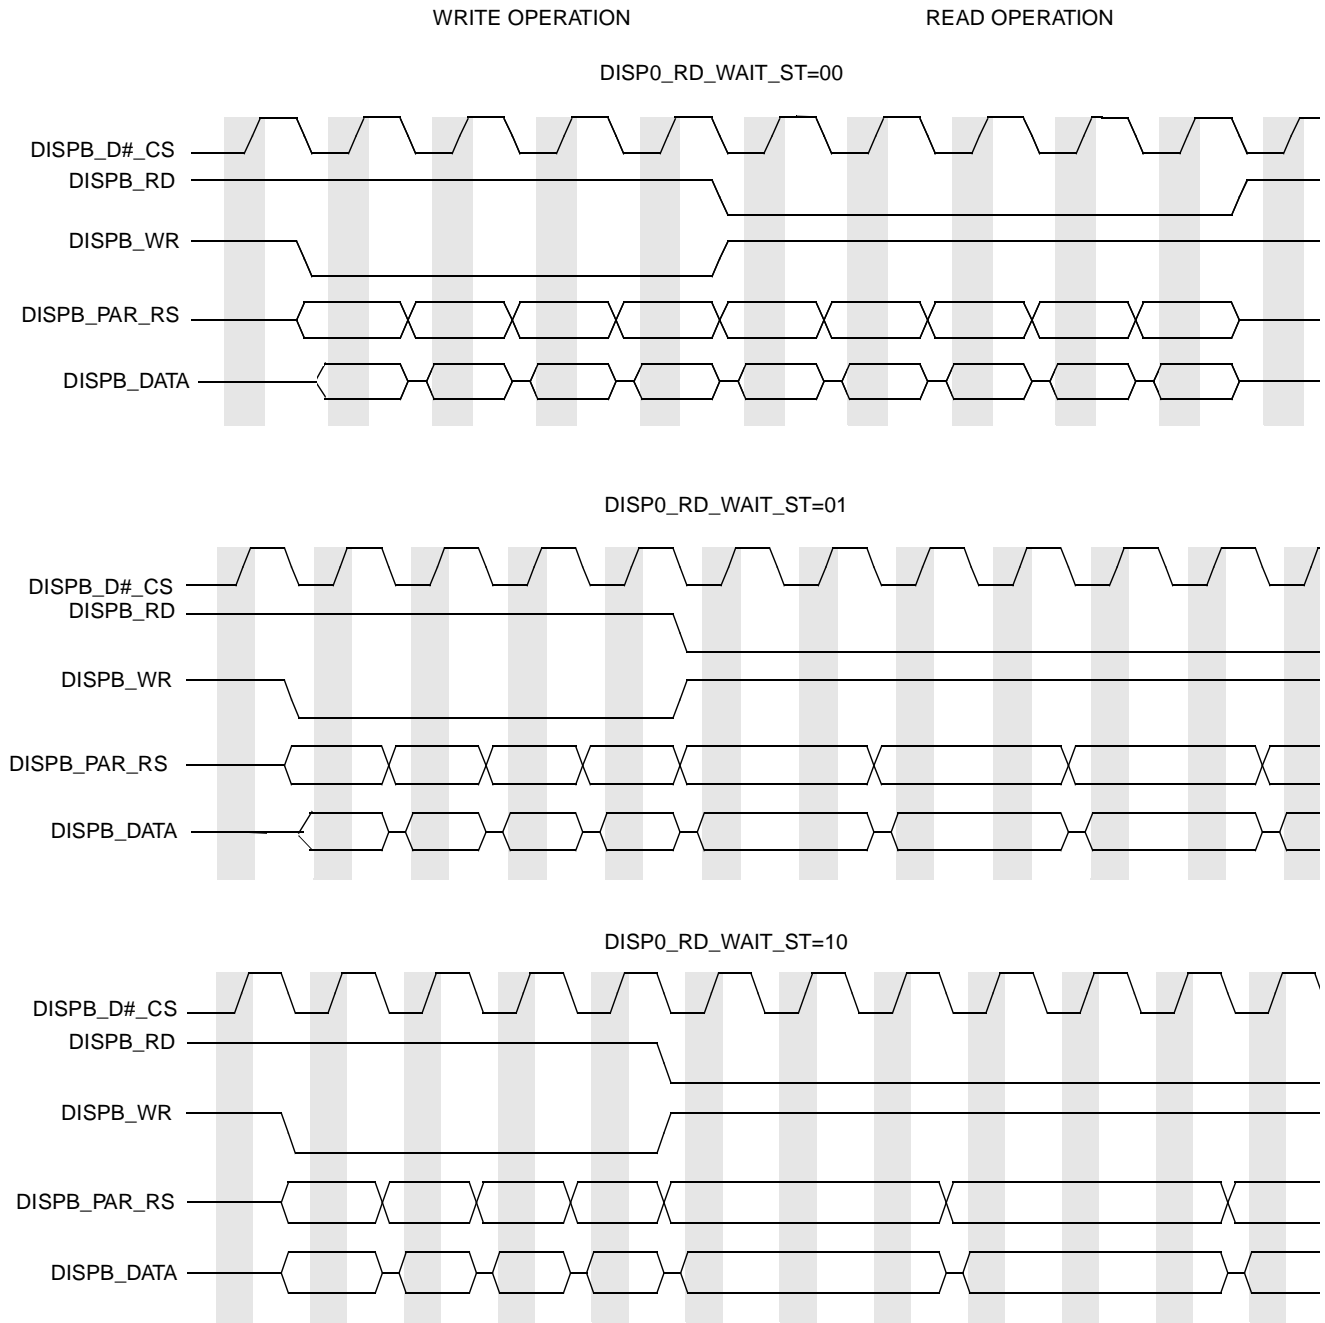 WRITE OPERATION READ OPERATION
DISP0_RD_WAIT_ST=00
DISPB_D#_CS
DISPB_RD
DISPB_WR
DISPB_PAR_RS
DISPB_DATA
DISP0_RD_WAIT_ST=01
DISPB_D#_CS
DISPB_RD
DISPB_WR
DISPB_PAR_RS
DISPB_DATA
DISP0_RD_WAIT_ST=10
DISPB_D#_CS
DISPB_RD
DISPB_WR
DISPB_PAR_RS
DISPB_DATA